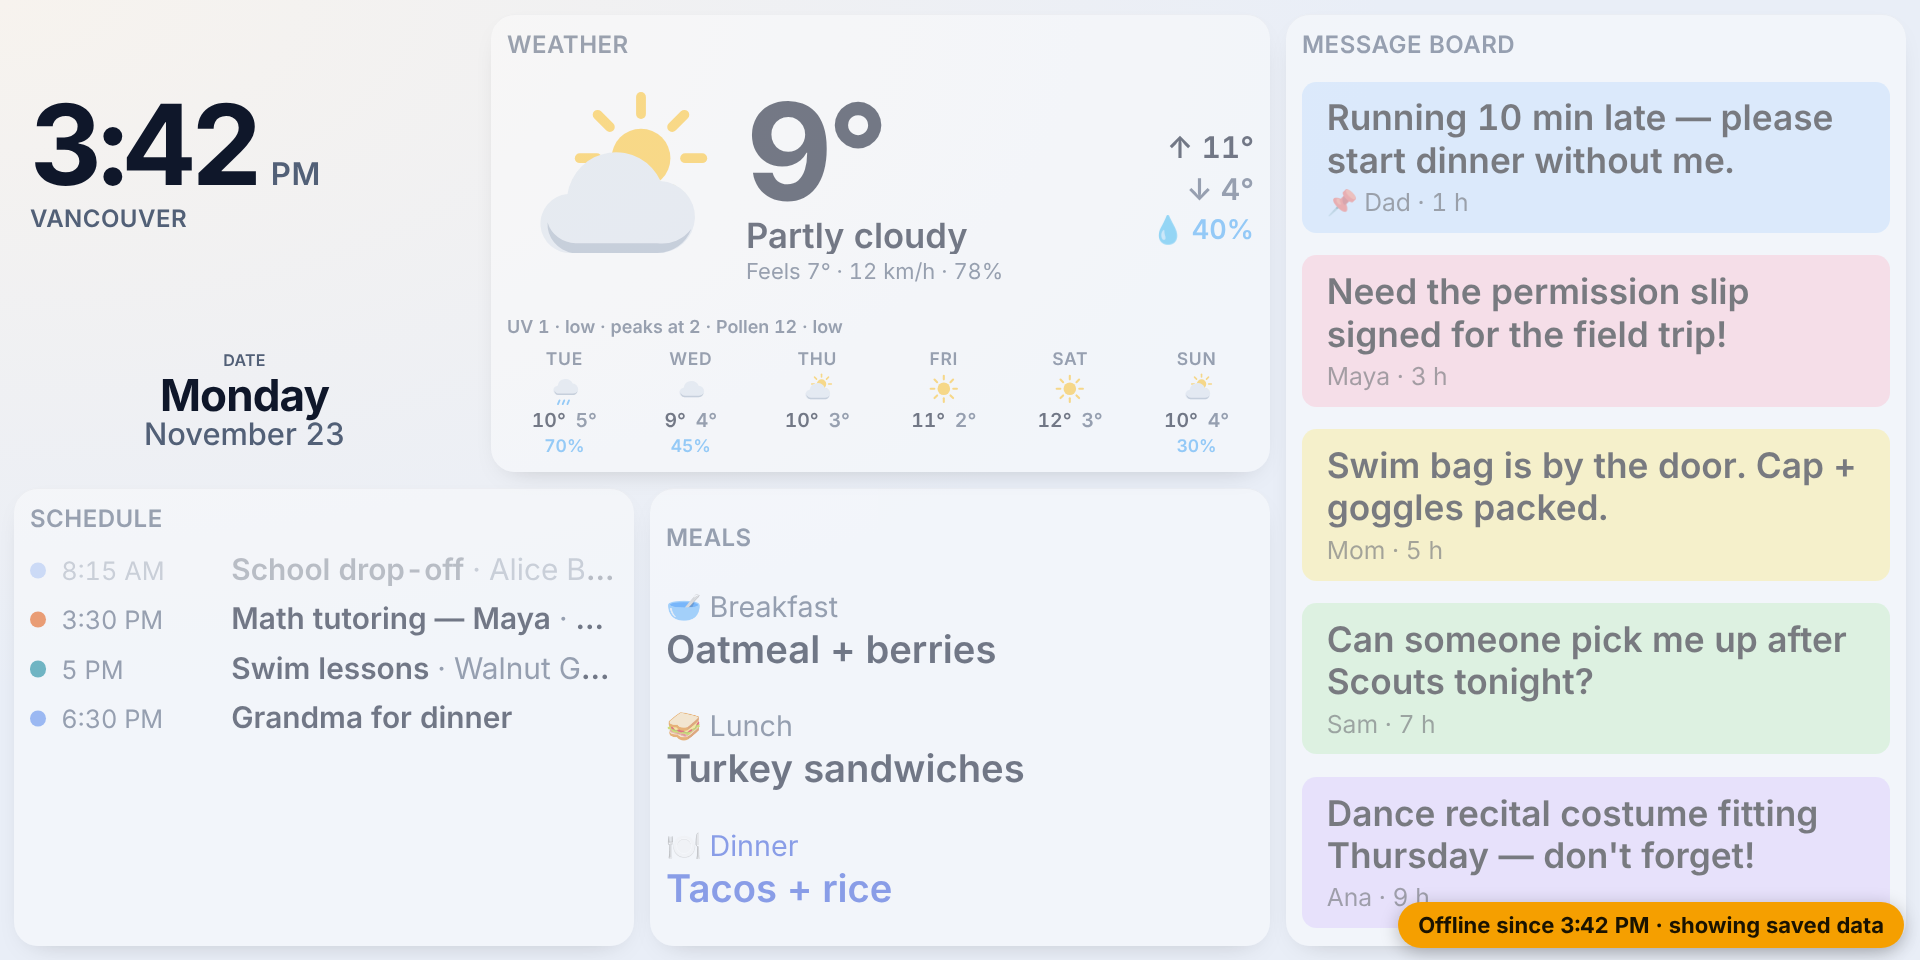 3:42 PM
VANCOUVER
DATE
Monday
November 23
WEATHER
9°
Partly cloudy
Feels 7° · 12 km/h · 78%
↑ 11°
↓ 4°
💧 40%
UV 1 · low · peaks at 2 · Pollen 12 · low
TUE WED THU FRI SAT SUN
10° 5° 9° 4° 10° 3° 11° 2° 12° 3° 10° 4°
70% 45% 30%
SCHEDULE
8:15 AM School drop-off · Alice B...
3:30 PM Math tutoring — Maya · ...
5 PM Swim lessons · Walnut G...
6:30 PM Grandma for dinner
MEALS
🥣 Breakfast
Oatmeal + berries
🥪 Lunch
Turkey sandwiches
🍽️ Dinner
Tacos + rice
MESSAGE BOARD
Running 10 min late — please
start dinner without me.
📌 Dad · 1 h
Need the permission slip
signed for the field trip!
Maya · 3 h
Swim bag is by the door. Cap +
goggles packed.
Mom · 5 h
Can someone pick me up after
Scouts tonight?
Sam · 7 h
Dance recital costume fitting
Thursday — don't forget!
Ana · 9 h
Offline since 3:42 PM · showing saved data